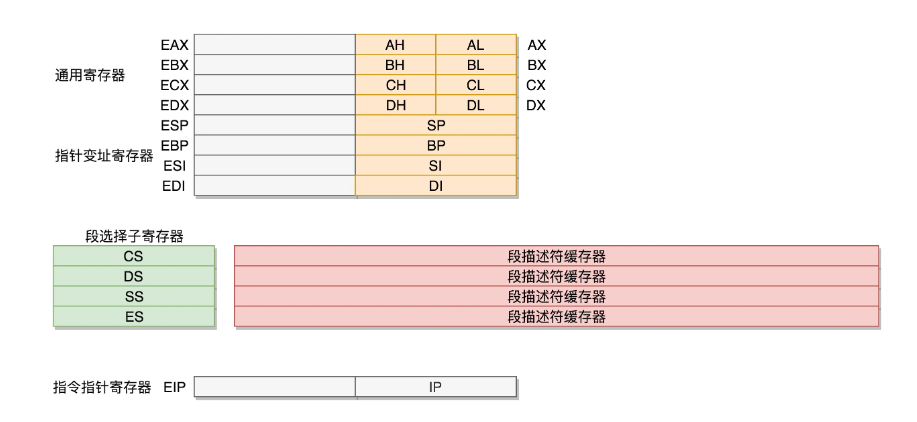 EAX AH AL AX
EBX BH BL BX
通用寄存器
ECX CH CL CX
EDX DH DL DX
ESP SP
EBP BP
指针变址寄存器
ESI SI
EDI DI
段选择子寄存器
CS 段描述符缓存器
DS 段描述符缓存器
SS 段描述符缓存器
ES 段描述符缓存器
指令指针寄存器 EIP IP